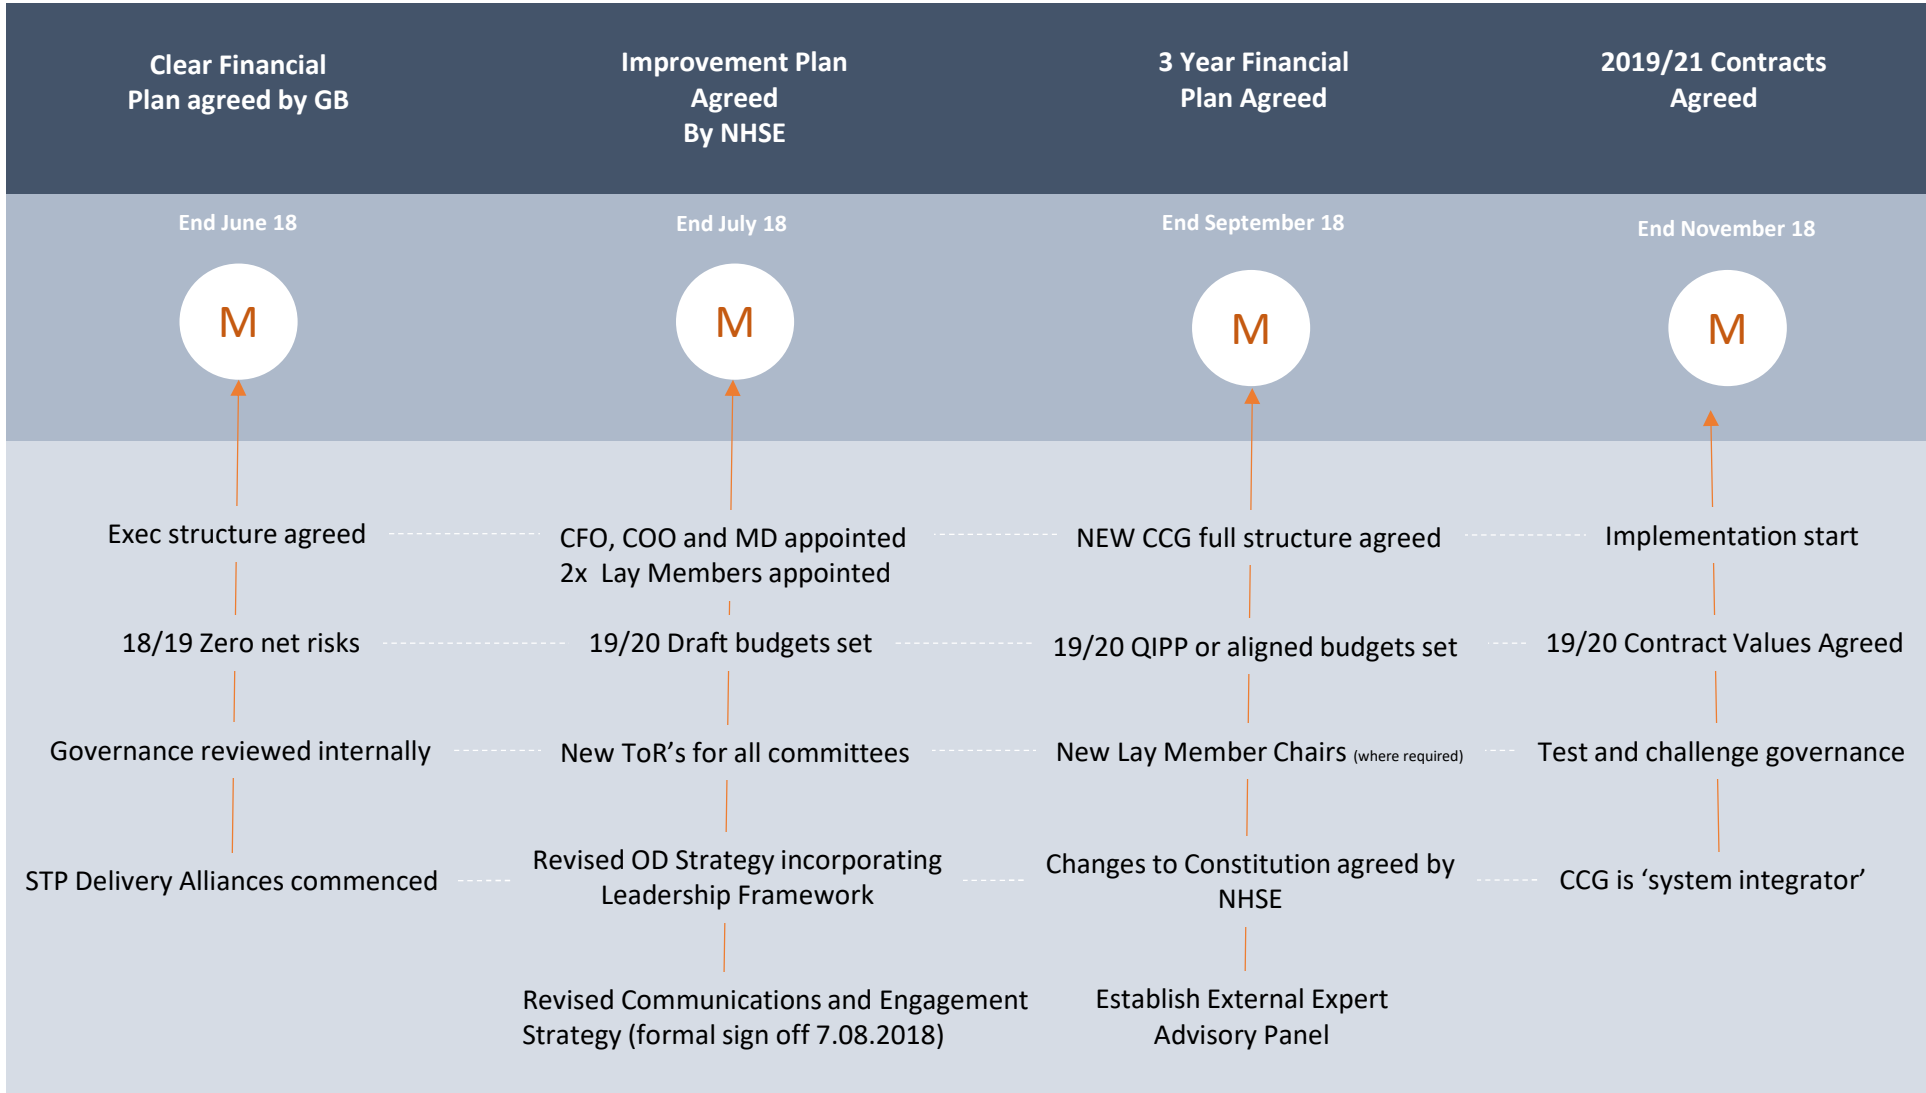 Clear Financial
Plan agreed by GB
Improvement Plan
Agreed
By NHSE
3 Year Financial
Plan Agreed
2019/21 Contracts
Agreed
End June 18
End July 18
End September 18
End November 18
M
M
M
M
Exec structure agreed
CFO, COO and MD appointed
2x Lay Members appointed
NEW CCG full structure agreed
Implementation start
18/19 Zero net risks
19/20 Draft budgets set
19/20 QIPP or aligned budgets set
19/20 Contract Values Agreed
Governance reviewed internally
New ToR’s for all committees
New Lay Member Chairs (where required)
Test and challenge governance
STP Delivery Alliances commenced
Revised OD Strategy incorporating
Leadership Framework
Changes to Constitution agreed by
NHSE
CCG is ‘system integrator’
Revised Communications and Engagement
Strategy (formal sign off 7.08.2018)
Establish External Expert
Advisory Panel